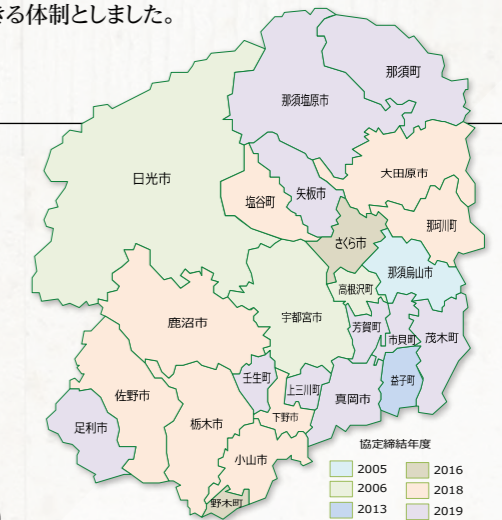 きる体制としました。
那須町
那須塩原市
大田原市
日光市
矢板市
塩谷町
那珂川町
さくら市
那須烏山市
高根沢町
宇都宮市
鹿沼市
芳賀町
市貝町
茂木町
壬生町
上三川町
益子町
真岡市
佐野市
下野市
栃木市
足利市
小山市
野木町
協定締結年度
2005
2016
2006
2018
2013
2019